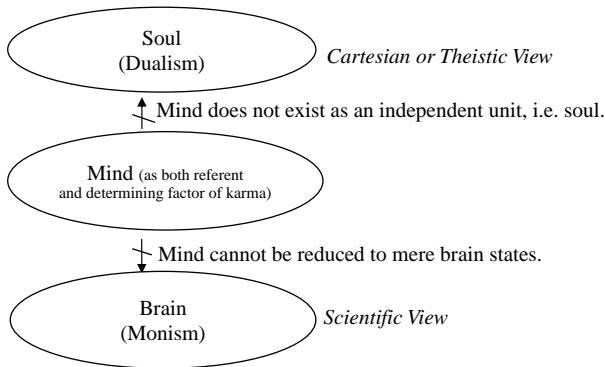 Soul
(Dualism)
Cartesian or Theistic View
Mind does not exist as an independent unit, i.e. soul.
Mind (as both referent
and determining factor of karma)
Mind cannot be reduced to mere brain states.
Brain
(Monism)
Scientific View